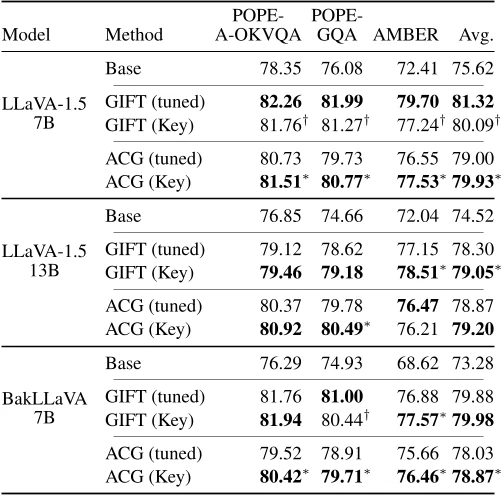 POPE- POPE-
Model Method A-OKVQA GQA AMBER Avg.
Base 78.35 76.08 72.41 75.62
LLaVA-1.5 GIFT (tuned) 82.26 81.99 79.70 81.32
7B GIFT (Key) 81.76† 81.27† 77.24† 80.09†
ACG (tuned) 80.73 79.73 76.55 79.00
ACG (Key) 81.51* 80.77* 77.53* 79.93*
Base 76.85 74.66 72.04 74.52
LLaVA-1.5 GIFT (tuned) 79.12 78.62 77.15 78.30
13B GIFT (Key) 79.46 79.18 78.51* 79.05*
ACG (tuned) 80.37 79.78 76.47 78.87
ACG (Key) 80.92 80.49* 76.21 79.20
Base 76.29 74.93 68.62 73.28
BakLLaVA GIFT (tuned) 81.76 81.00 76.88 79.88
7B GIFT (Key) 81.94 80.44† 77.57* 79.98
ACG (tuned) 79.52 78.91 75.66 78.03
ACG (Key) 80.42* 79.71* 76.46* 78.87*